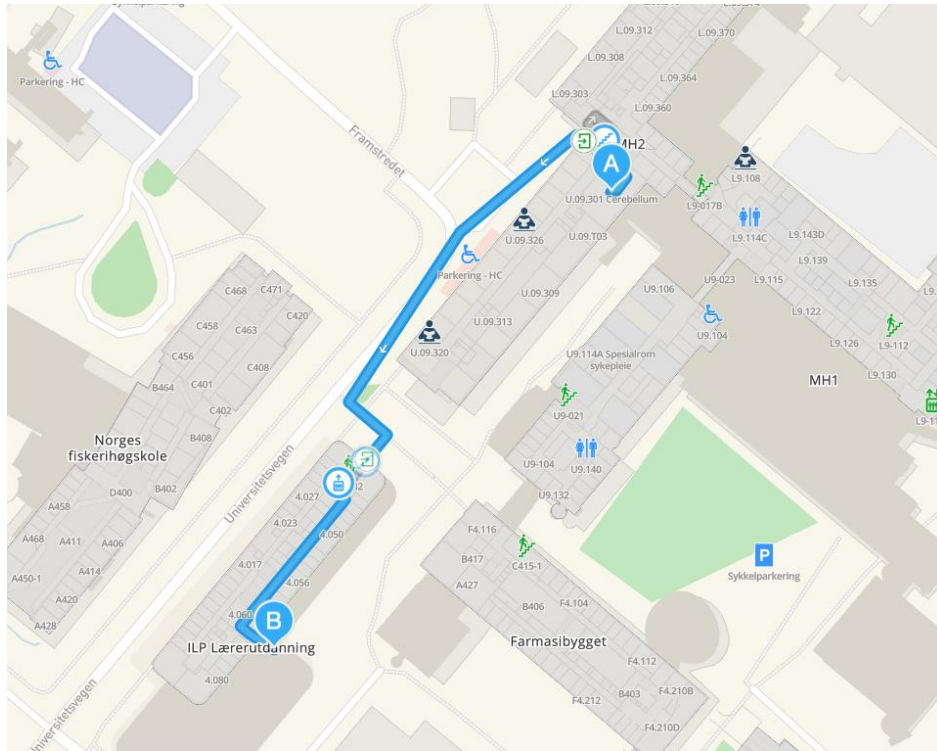 L.09.370
L.09.312
L.09.308
L.09.364
L.09.303
L.09.360
Parkering - HC
Framstredet
MH2
A
U.09.301 Cerebellum
L9.108
L9-017B
L9.114C
L9.143D
L9.139
L9.135
L9.115
L9.122
L9-112
L9.126
L9.130
U.09.326
U.09.T03
Parkering - HC
U.09.309
U.09.313
U.09.320
U9-023
U9.106
U9.104
U9.114A Spesialrom
sykepleie
MH1
U9-021
U9-104
U9.140
U9.132
C468
C471
C458
C463
C420
C456
C408
B464
C401
C402
Norges
fiskerihøgskole
B408
D400
B402
A458
A468
A411
A406
A450-1
A414
A420
A428
Universitetsvegen
4.027
4.023
4.050
4.017
4.056
4.060
B
ILP Lærerutdanning
4.080
Universitetsvegen
F4.116
B417
C415-1
A427
F4.104
B406
Farmasibygget
F4.112
F4.212
B403
F4.210B
F4.210D
P
Sykkelparkering